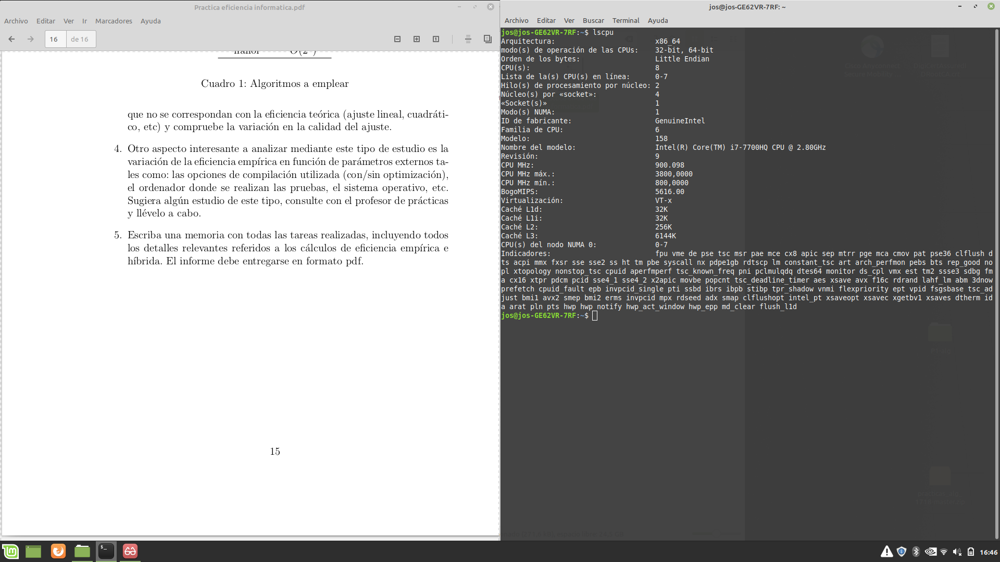 Practica eficiencia informatica.pdf
Archivo Editar Ver Ir Marcadores Ayuda
16 de 16
hanoi
Cuadro 1: Algoritmos a emplear
que no se correspondan con la eficiencia teórica (ajuste lineal, cuadráti-
co, etc) y compruebe la variación en la calidad del ajuste.
4. Otro aspecto interesante a analizar mediante este tipo de estudio es la
variación de la eficiencia empírica en función de parámetros externos ta-
les como: las opciones de compilación utilizada (con/sin optimización),
el ordenador donde se realizan las pruebas, el sistema operativo, etc.
Sugiera algún estudio de este tipo, consulte con el profesor de prácticas
y llévelo a cabo.
5. Escriba una memoria con todas las tareas realizadas, incluyendo todos
los detalles relevantes referidos a los cálculos de eficiencia empírica e
híbrida. El informe debe entregarse en formato pdf.
15
jos@jos-GE62VR-7RF: ~
Archivo Editar Ver Buscar Terminal Ayuda
jos@jos-GE62VR-7RF:~$ lscpu
Arquitectura: x86_64
modo(s) de operación de las CPUs: 32-bit, 64-bit
Orden de los bytes: Little Endian
CPU(s): 8
Lista de la(s) CPU(s) en línea: 0-7
Hilo(s) de procesamiento por núcleo: 2
Núcleo(s) por «socket»: 4
«Socket(s)» 1
Modo(s) NUMA: 1
ID de fabricante: GenuineIntel
Familia de CPU: 6
Modelo: 158
Nombre del modelo: Intel(R) Core(TM) i7-7700HQ CPU @ 2.80GHz
Revisión: 9
CPU MHz: 900.098
CPU MHz máx.: 3800,0000
CPU MHz mín.: 800,0000
BogoMIPS: 5616.00
Virtualización: VT-x
Caché L1d: 32K
Caché L1i: 32K
Caché L2: 256K
Caché L3: 6144K
CPU(s) del nodo NUMA 0: 0-7
Indicadores: fpu vme de pse tsc msr pae mce cx8 apic sep mtrr pge mca cmov pat pse36 clflush d
ts acpi mmx fxsr sse sse2 ss ht tm pbe syscall nx pdpe1gb rdtscp lm constant_tsc art arch_perfmon pebs bts rep_good no
pl xtopology nonstop_tsc cpuid aperfmperf tsc_known_freq pni pclmulqdq dtes64 monitor ds_cpl vmx est tm2 ssse3 sdbg fm
a cx16 xtpr pdcm pcid sse4_1 sse4_2 x2apic movbe popcnt tsc_deadline_timer aes xsave avx f16c rdrand lahf_lm abm 3dnow
prefetch cpuid_fault epb invpcid_single pti ssbd ibrs ibpb stibp tpr_shadow vnmi flexpriority ept vpid fsgsbase tsc_ad
just bmi1 avx2 smep bmi2 erms invpcid mpx rdseed adx smap clflushopt intel_pt xsaveopt xsavec xgetbv1 xsaves dtherm id
a arat pln pts hwp hwp_notify hwp_act_window hwp_epp md_clear flush_l1d
jos@jos-GE62VR-7RF:~$
16:46